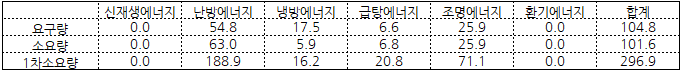 신재생에너지 난방에너지 냉방에너지 급탕에너지 조명에너지 환기에너지 합계
요구량 0.0 54.8 17.5 6.6 25.9 0.0 104.8
소요량 0.0 63.0 5.9 6.8 25.9 0.0 101.6
1차소요량 0.0 188.9 16.2 20.8 71.1 0.0 296.9